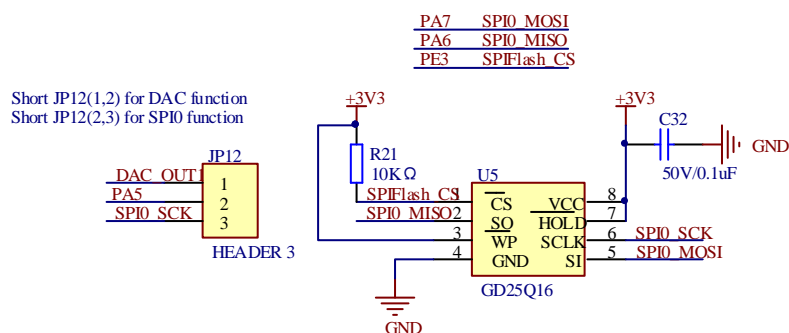 PA7 SPI0_MOSI
PA6 SPI0_MISO
PE3 SPIFlash_CS
Short JP12(1,2) for DAC function
Short JP12(2,3) for SPI0 function
+3V3
+3V3
C32
GND
50V/0.1uF
JP12
DAC_OUT1 1
PA5 2
SPI0_SCK 3
HEADER 3
R21
10KΩ
U5
SPIFlash_CS 1 CS VCC 8
SPI0_MISO 2 SO HOLD 7
3 WP SCLK 6 SPI0_SCK
4 GND SI 5 SPI0_MOSI
GD25Q16
GND